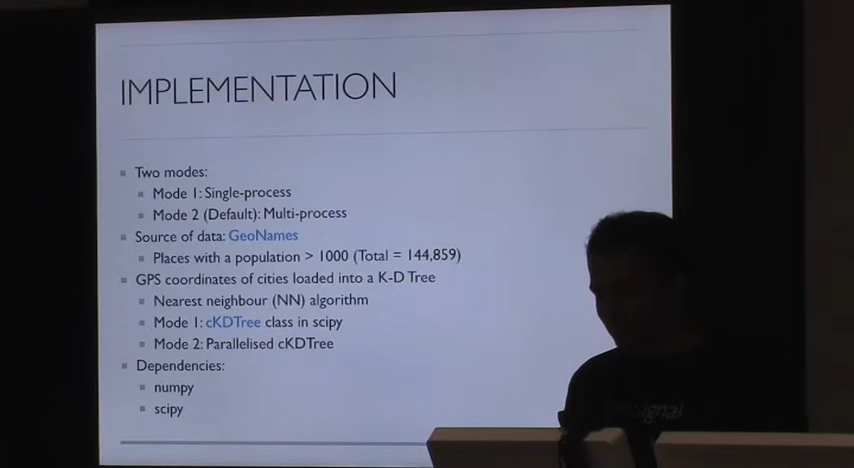 IMPLEMENTATION
Two modes:
Mode 1: Single-process
Mode 2 (Default): Multi-process
Source of data: GeoNames
Places with a population > 1000 (Total = 144,859)
GPS coordinates of cities loaded into a K-D Tree
Nearest neighbour (NN) algorithm
Mode 1: cKDTree class in scipy
Mode 2: Parallelised cKDTree
Dependencies:
numpy
scipy